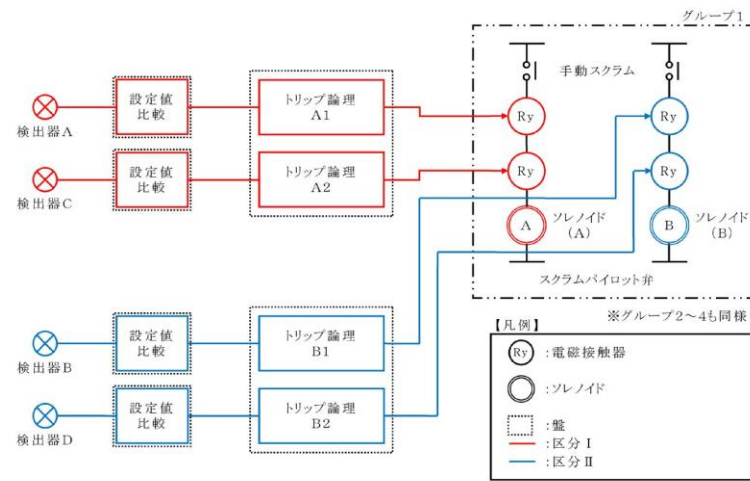 グループ1
手動スクラム
検出器A
設定値
比較
トリップ論理
A1
Ry
Ry
検出器C
設定値
比較
トリップ論理
A2
Ry
Ry
A
ソレノイド
(A)
B
ソレノイド
(B)
スクラムパイロット弁
※グループ2～4も同様
検出器B
設定値
比較
トリップ論理
B1
検出器D
設定値
比較
トリップ論理
B2
【凡例】
Ry
:電磁接触器
:ソレノイド
:盤
:区分Ⅰ
:区分Ⅱ